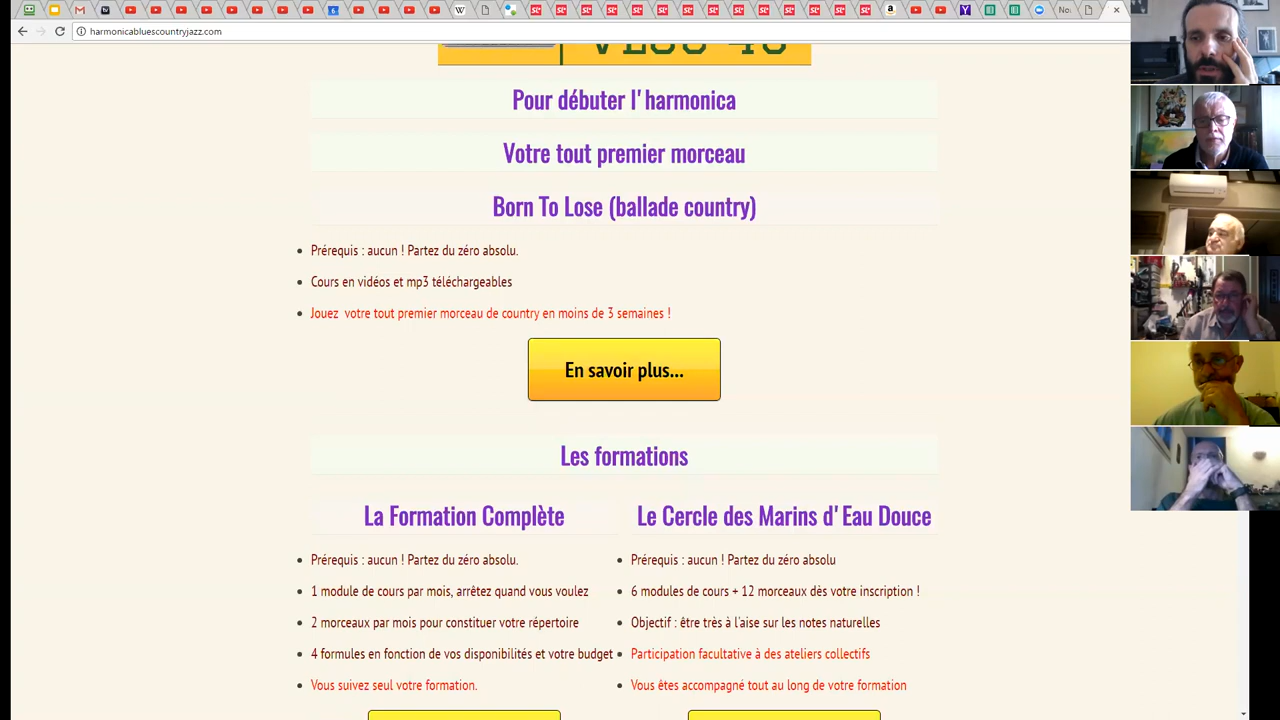 harmonicabluescountryjazz.com
Pour débuter l'harmonica
Votre tout premier morceau
Born To Lose (ballade country)
Prérequis : aucun ! Partez du zéro absolu.
Cours en vidéos et mp3 téléchargeables
Jouez votre tout premier morceau de country en moins de 3 semaines !
En savoir plus...
Les formations
La Formation Complète
Prérequis : aucun ! Partez du zéro absolu.
1 module de cours par mois, arrêtez quand vous voulez
2 morceaux par mois pour constituer votre répertoire
4 formules en fonction de vos disponibilités et votre budget
Vous suivez seul votre formation.
Le Cercle des Marins d'Eau Douce
Prérequis : aucun ! Partez du zéro absolu
6 modules de cours + 12 morceaux dès votre inscription !
Objectif : être très à l'aise sur les notes naturelles
Participation facultative à des ateliers collectifs
Vous êtes accompagné tout au long de votre formation